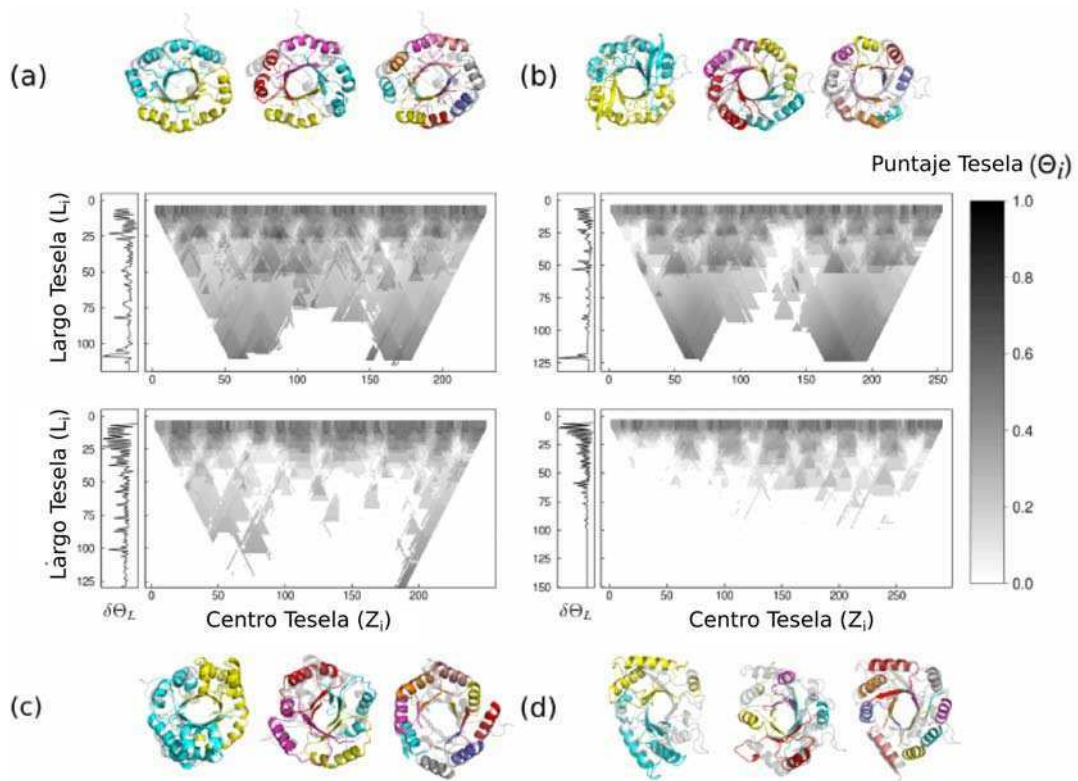 (a)
(b)
Puntaje Tesela (Θi)
Largo Tesela (Li)
0
25
50
75
100
0 50 100 150 200
0
25
50
75
100
125
0 50 100 150 200 250
1.0
0.8
0.6
0.4
0.2
0.0
Largo Tesela (Li)
0
25
50
75
100
125
0 50 100 150 200
0
25
50
75
100
125
150
0 50 100 150 200 250
δΘL
Centro Tesela (Zi)
δΘL
Centro Tesela (Zi)
(c)
(d)